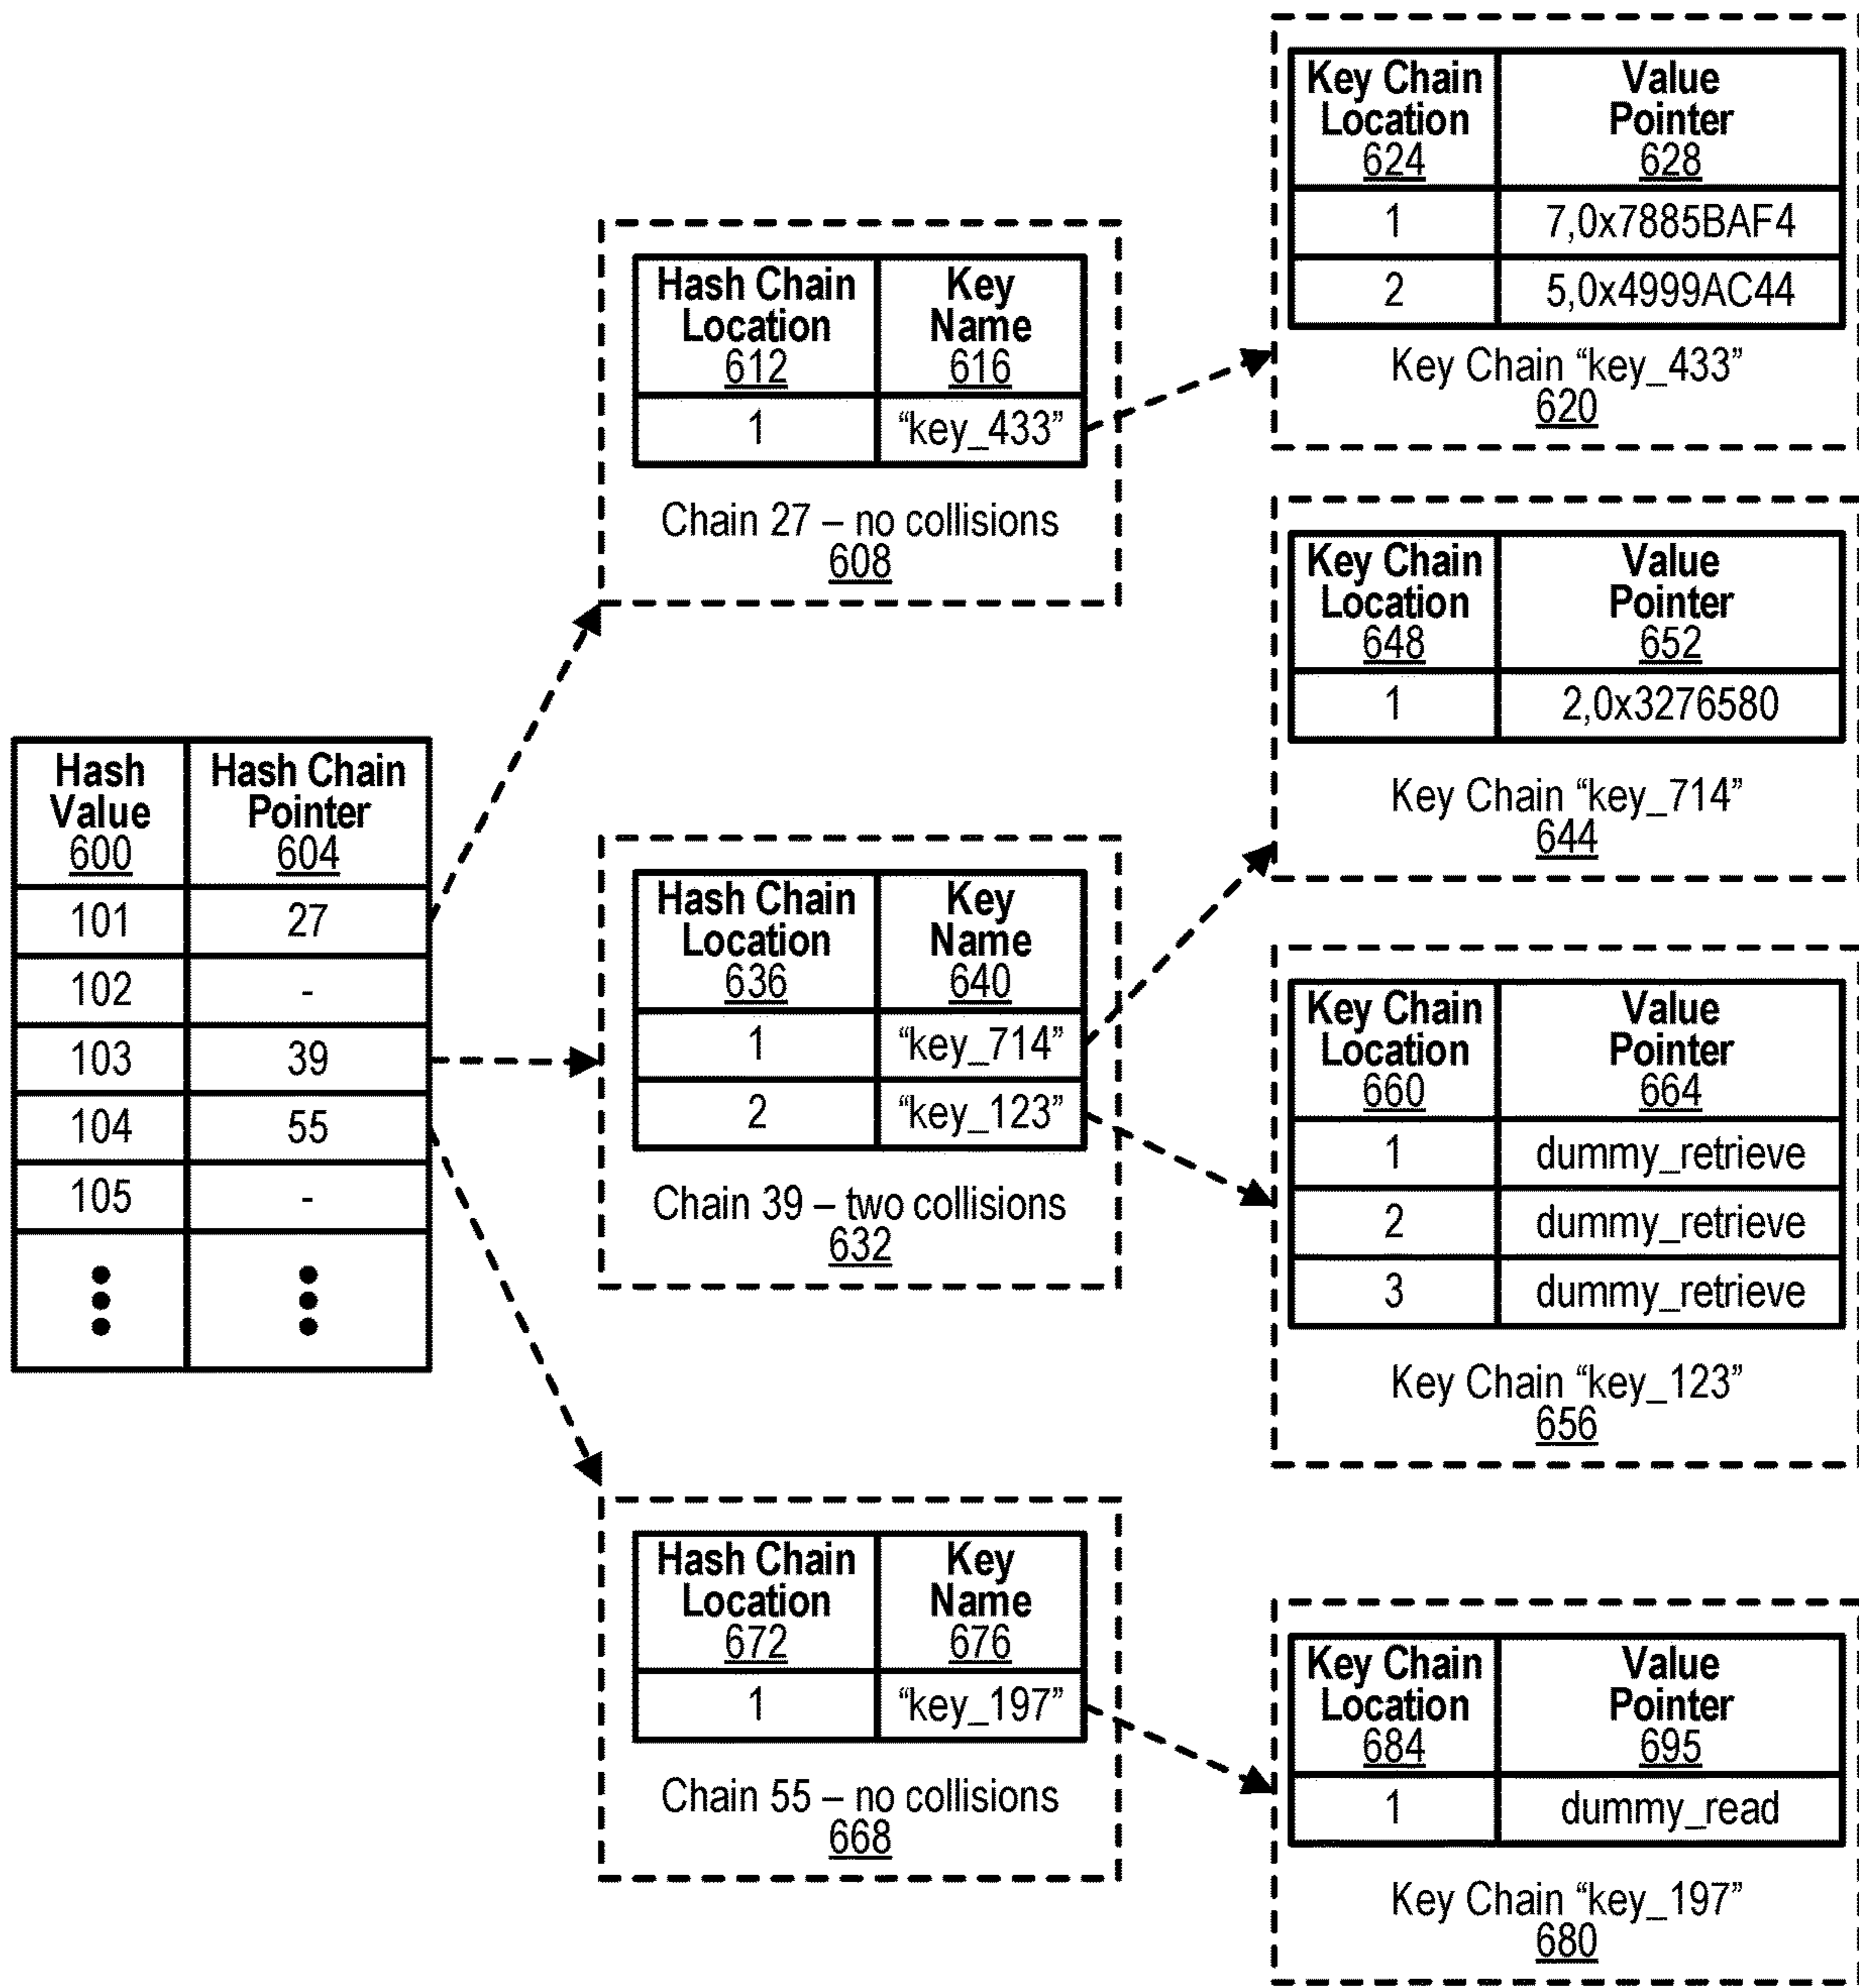 Hash Value 600 | Hash Chain Pointer 604
101 | 27
102 | -
103 | 39
104 | 55
105 | -
Hash Chain Location 612 | Key Name 616
1 | “key_433”
Chain 27 – no collisions
608
Hash Chain Location 636 | Key Name 640
1 | “key_714”
2 | “key_123”
Chain 39 – two collisions
632
Hash Chain Location 672 | Key Name 676
1 | “key_197”
Chain 55 – no collisions
668
Key Chain Location 624 | Value Pointer 628
1 | 7,0x7885BAF4
2 | 5,0x4999AC44
Key Chain “key_433”
620
Key Chain Location 648 | Value Pointer 652
1 | 2,0x3276580
Key Chain “key_714”
644
Key Chain Location 660 | Value Pointer 664
1 | dummy_retrieve
2 | dummy_retrieve
3 | dummy_retrieve
Key Chain “key_123”
656
Key Chain Location 684 | Value Pointer 695
1 | dummy_read
Key Chain “key_197”
680